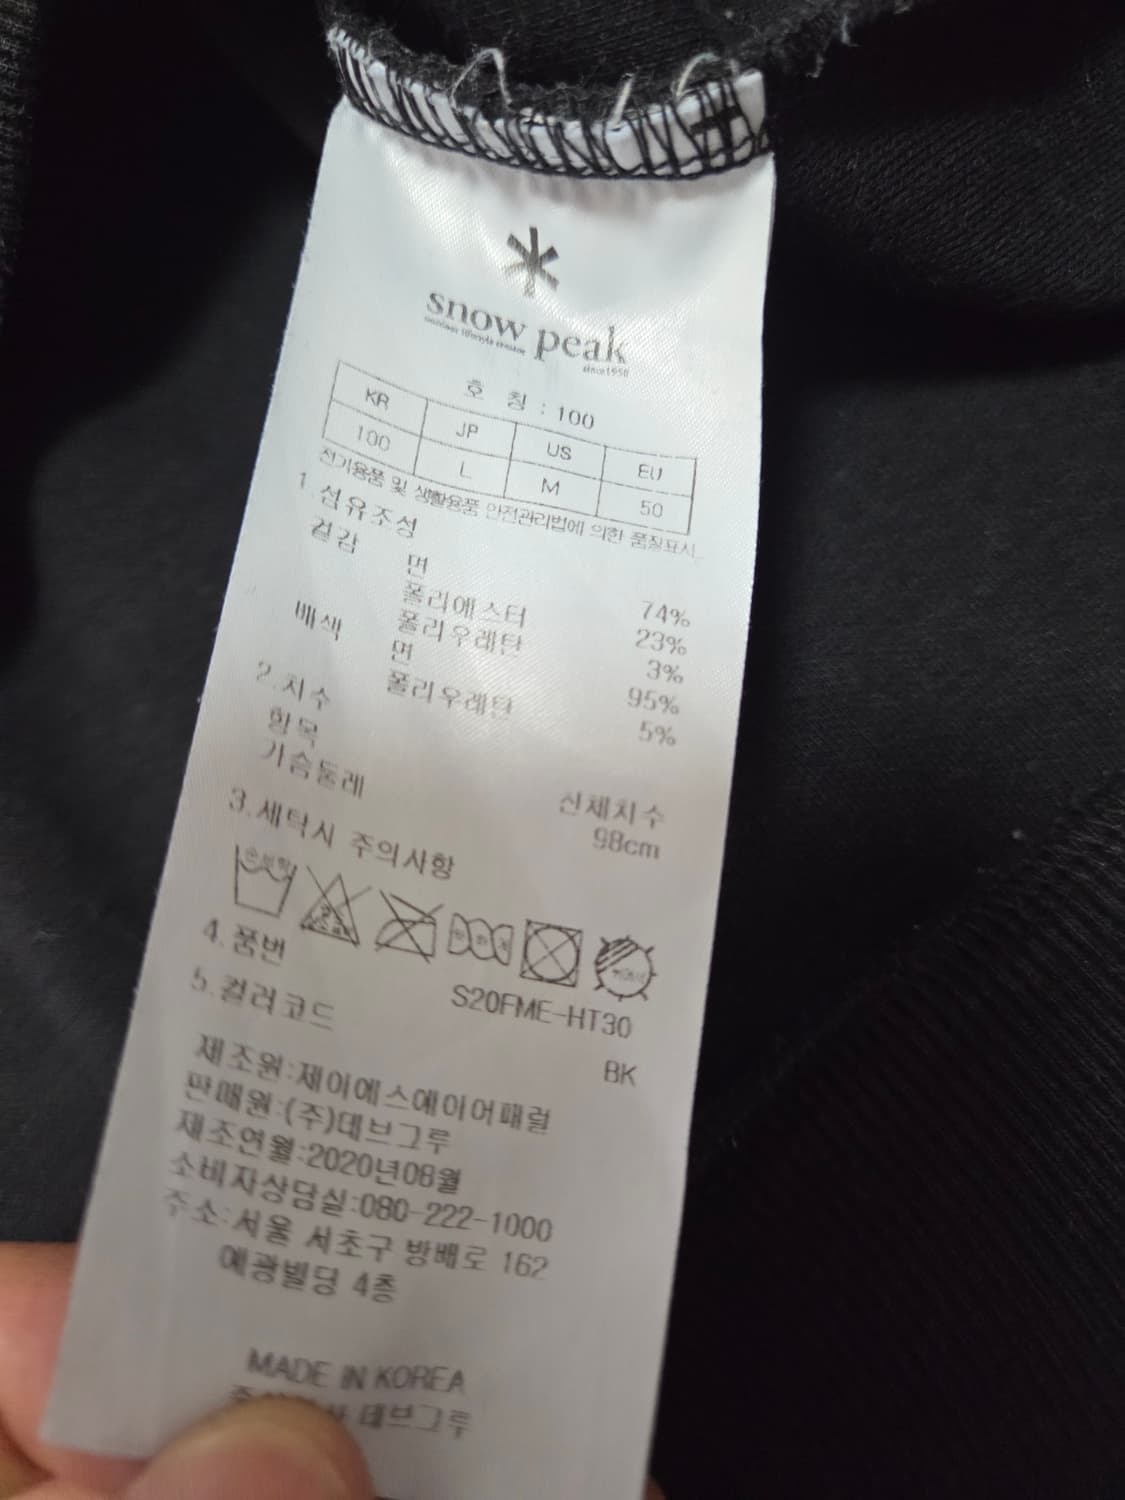 snow peak
outdoor lifestyle creator
since1958
호 칭 : 100
KR JP US EU
100 L M 50
전기용품 및 생활용품 안전관리법에 의한 품질표시
1.섬유조성
겉감 면 74%
폴리에스터 23%
폴리우레탄 3%
배색 면 95%
폴리우레탄 5%
2.치수
항목 신체치수
가슴둘레 98cm
3.세탁시 주의사항
4.품번 S20FME-HT30
5.컬러코드 BK
제조원:제이에스에이어패럴
판매원:(주)데브그루
제조연월:2020년08월
소비자상담실:080-222-1000
주소:서울 서초구 방배로 162
예광빌딩 4층
MADE IN KOREA
데브그루